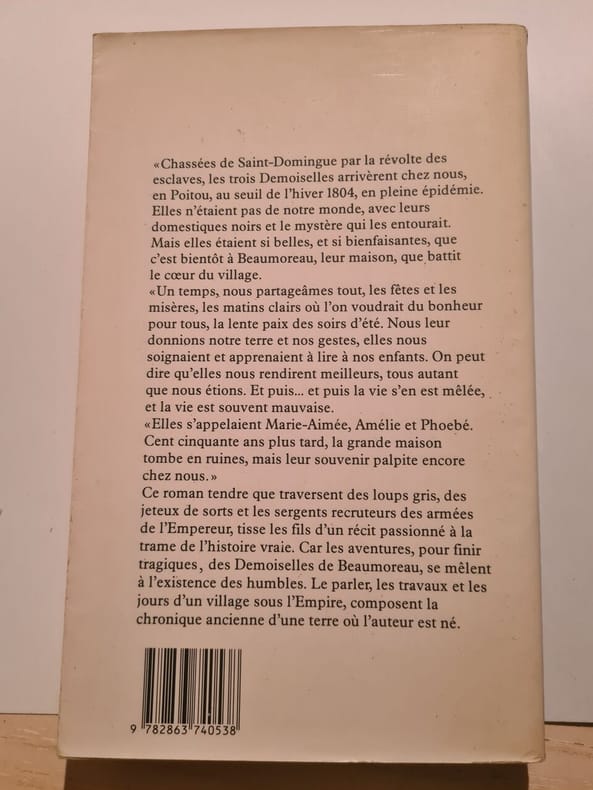 «Chassées de Saint-Domingue par la révolte des
esclaves, les trois Demoiselles arrivèrent chez nous,
en Poitou, au seuil de l'hiver 1804, en pleine épidémie.
Elles n'étaient pas de notre monde, avec leurs
domestiques noirs et le mystère qui les entourait.
Mais elles étaient si belles, et si bienfaisantes, que
c'est bientôt à Beaumoreau, leur maison, que battit
le cœur du village.
«Un temps, nous partageâmes tout, les fêtes et les
misères, les matins clairs où l'on voudrait du bonheur
pour tous, la lente paix des soirs d'été. Nous leur
donnions notre terre et nos gestes, elles nous
soignaient et apprenaient à lire à nos enfants. On peut
dire qu'elles nous rendirent meilleurs, tous autant
que nous étions. Et puis... et puis la vie s'en est mêlée,
et la vie est souvent mauvaise.
«Elles s'appelaient Marie-Aimée, Amélie et Phoebé.
Cent cinquante ans plus tard, la grande maison
tombe en ruines, mais leur souvenir palpite encore
chez nous.»
Ce roman tendre que traversent des loups gris, des
jeteux de sorts et les sergents recruteurs des armées
de l'Empereur, tisse les fils d'un récit passionné à la
trame de l'histoire vraie. Car les aventures, pour finir
tragiques, des Demoiselles de Beaumoreau, se mêlent
à l'existence des humbles. Le parler, les travaux et les
jours d'un village sous l'Empire, composent la
chronique ancienne d'une terre où l'auteur est né.
9 782863 740538